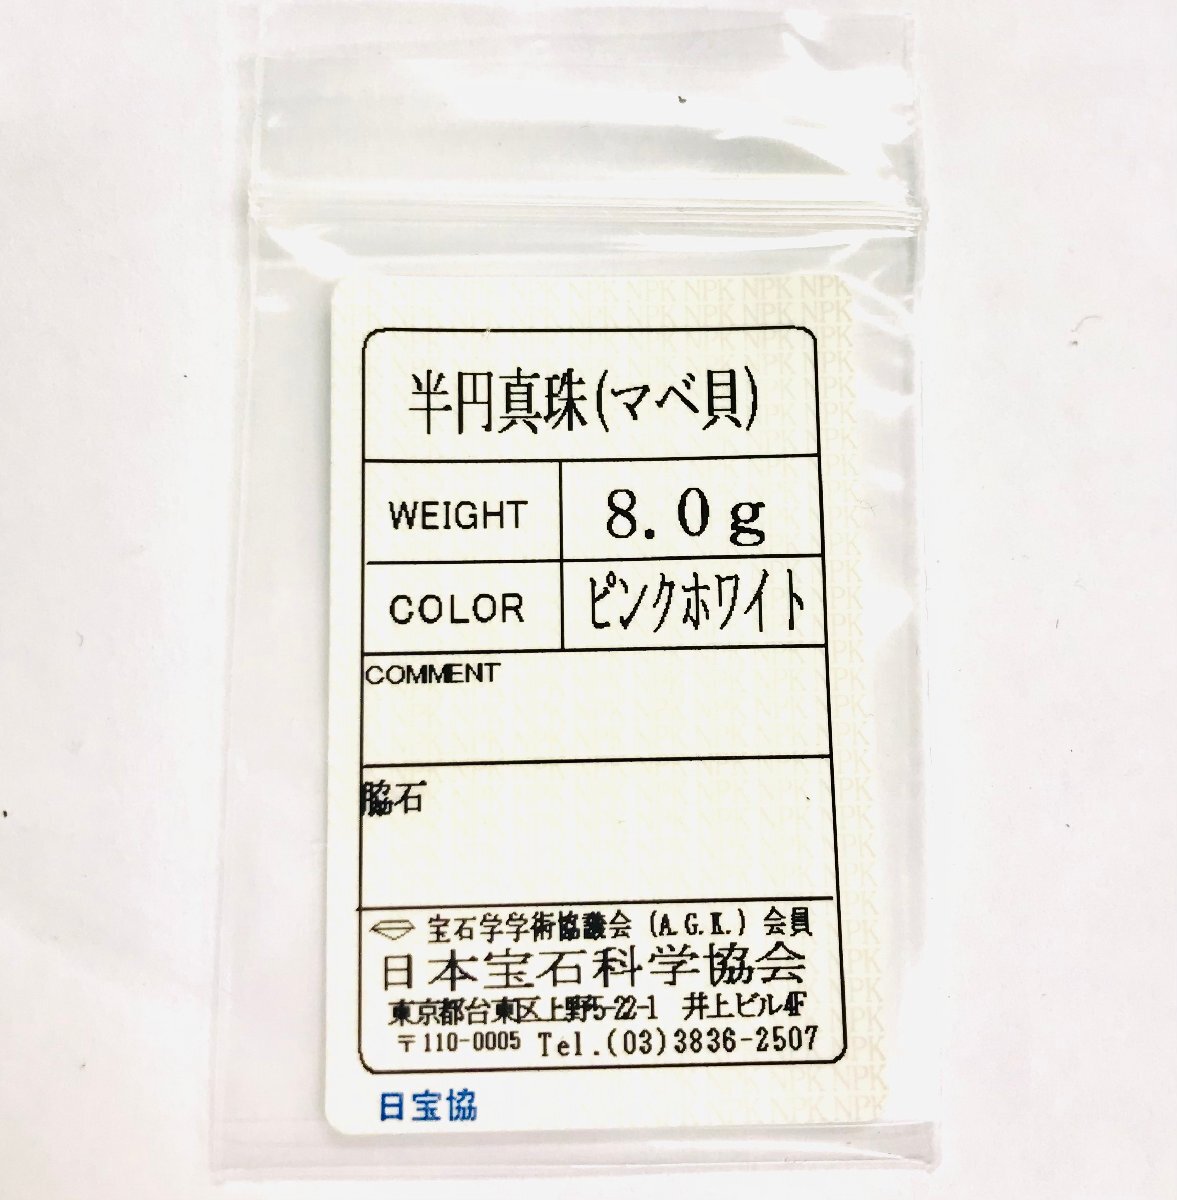 半円真珠(マベ貝)
WEIGHT 8.0g
COLOR ピンクホワイト
COMMENT
脇石
宝石学学術協議会 (A.G.K.) 会員
日本宝石科学協会
東京都台東区上野5-22-1 井上ビル4F
〒110-0005 Tel.(03)3836-2507
日宝協